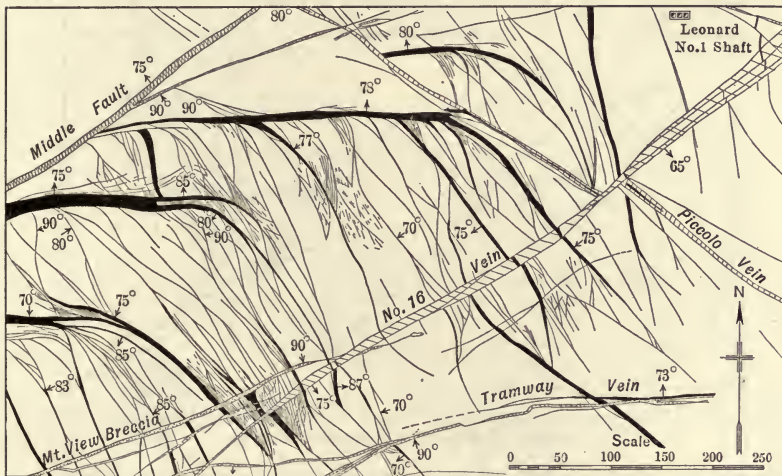 80°
80°
Leonard
No.1 Shaft
75°
Middle Fault
90° 90°
78°
77°
65°
75°
85°
90°
80°
80°
90°
70°
75°
75°
Piccolo Vein
No. 16 Vein
N
70°
75°
85°
90°
83°
85°
75°
87°
70°
73°
Tramway Vein
Mt. View Breccia
90°
70°
Scale
0 50 100 150 200 250